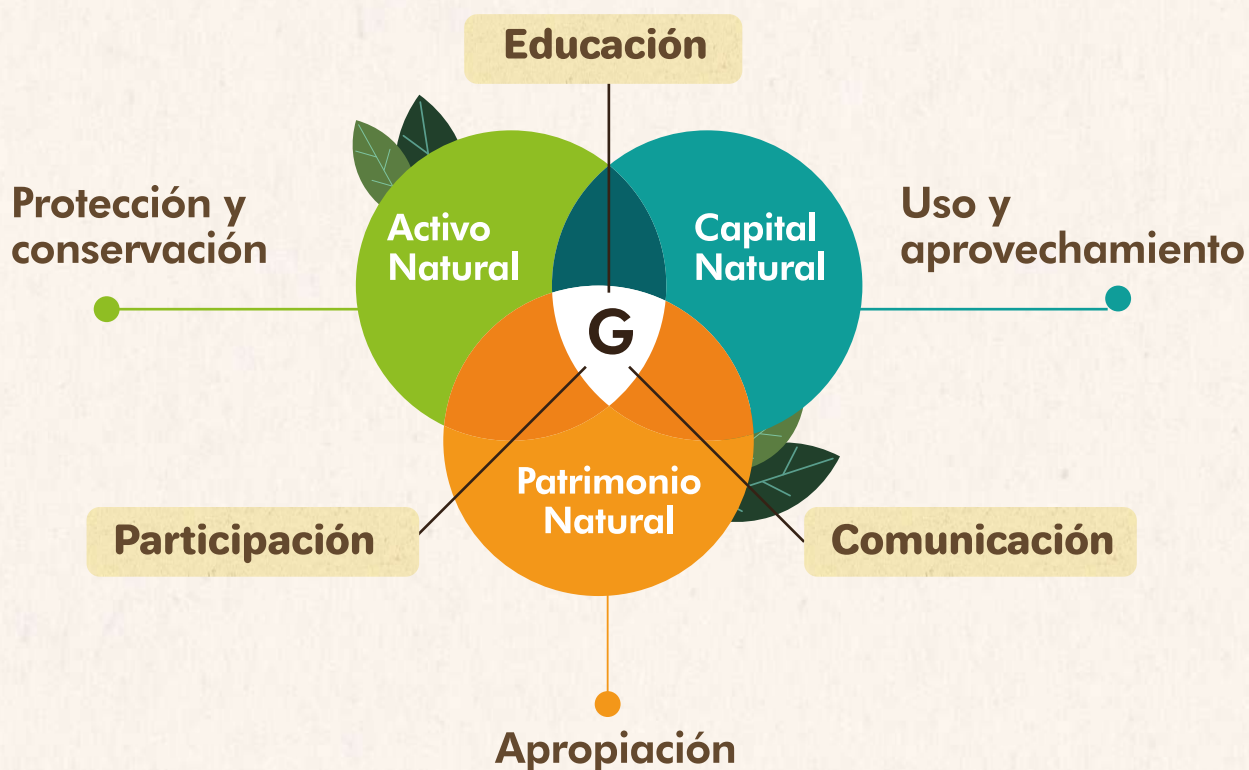 Educación
Protección y
conservación
Activo
Natural
Capital
Natural
Uso y
aprovechamiento
G
Patrimonio
Natural
Participación
Comunicación
Apropiación